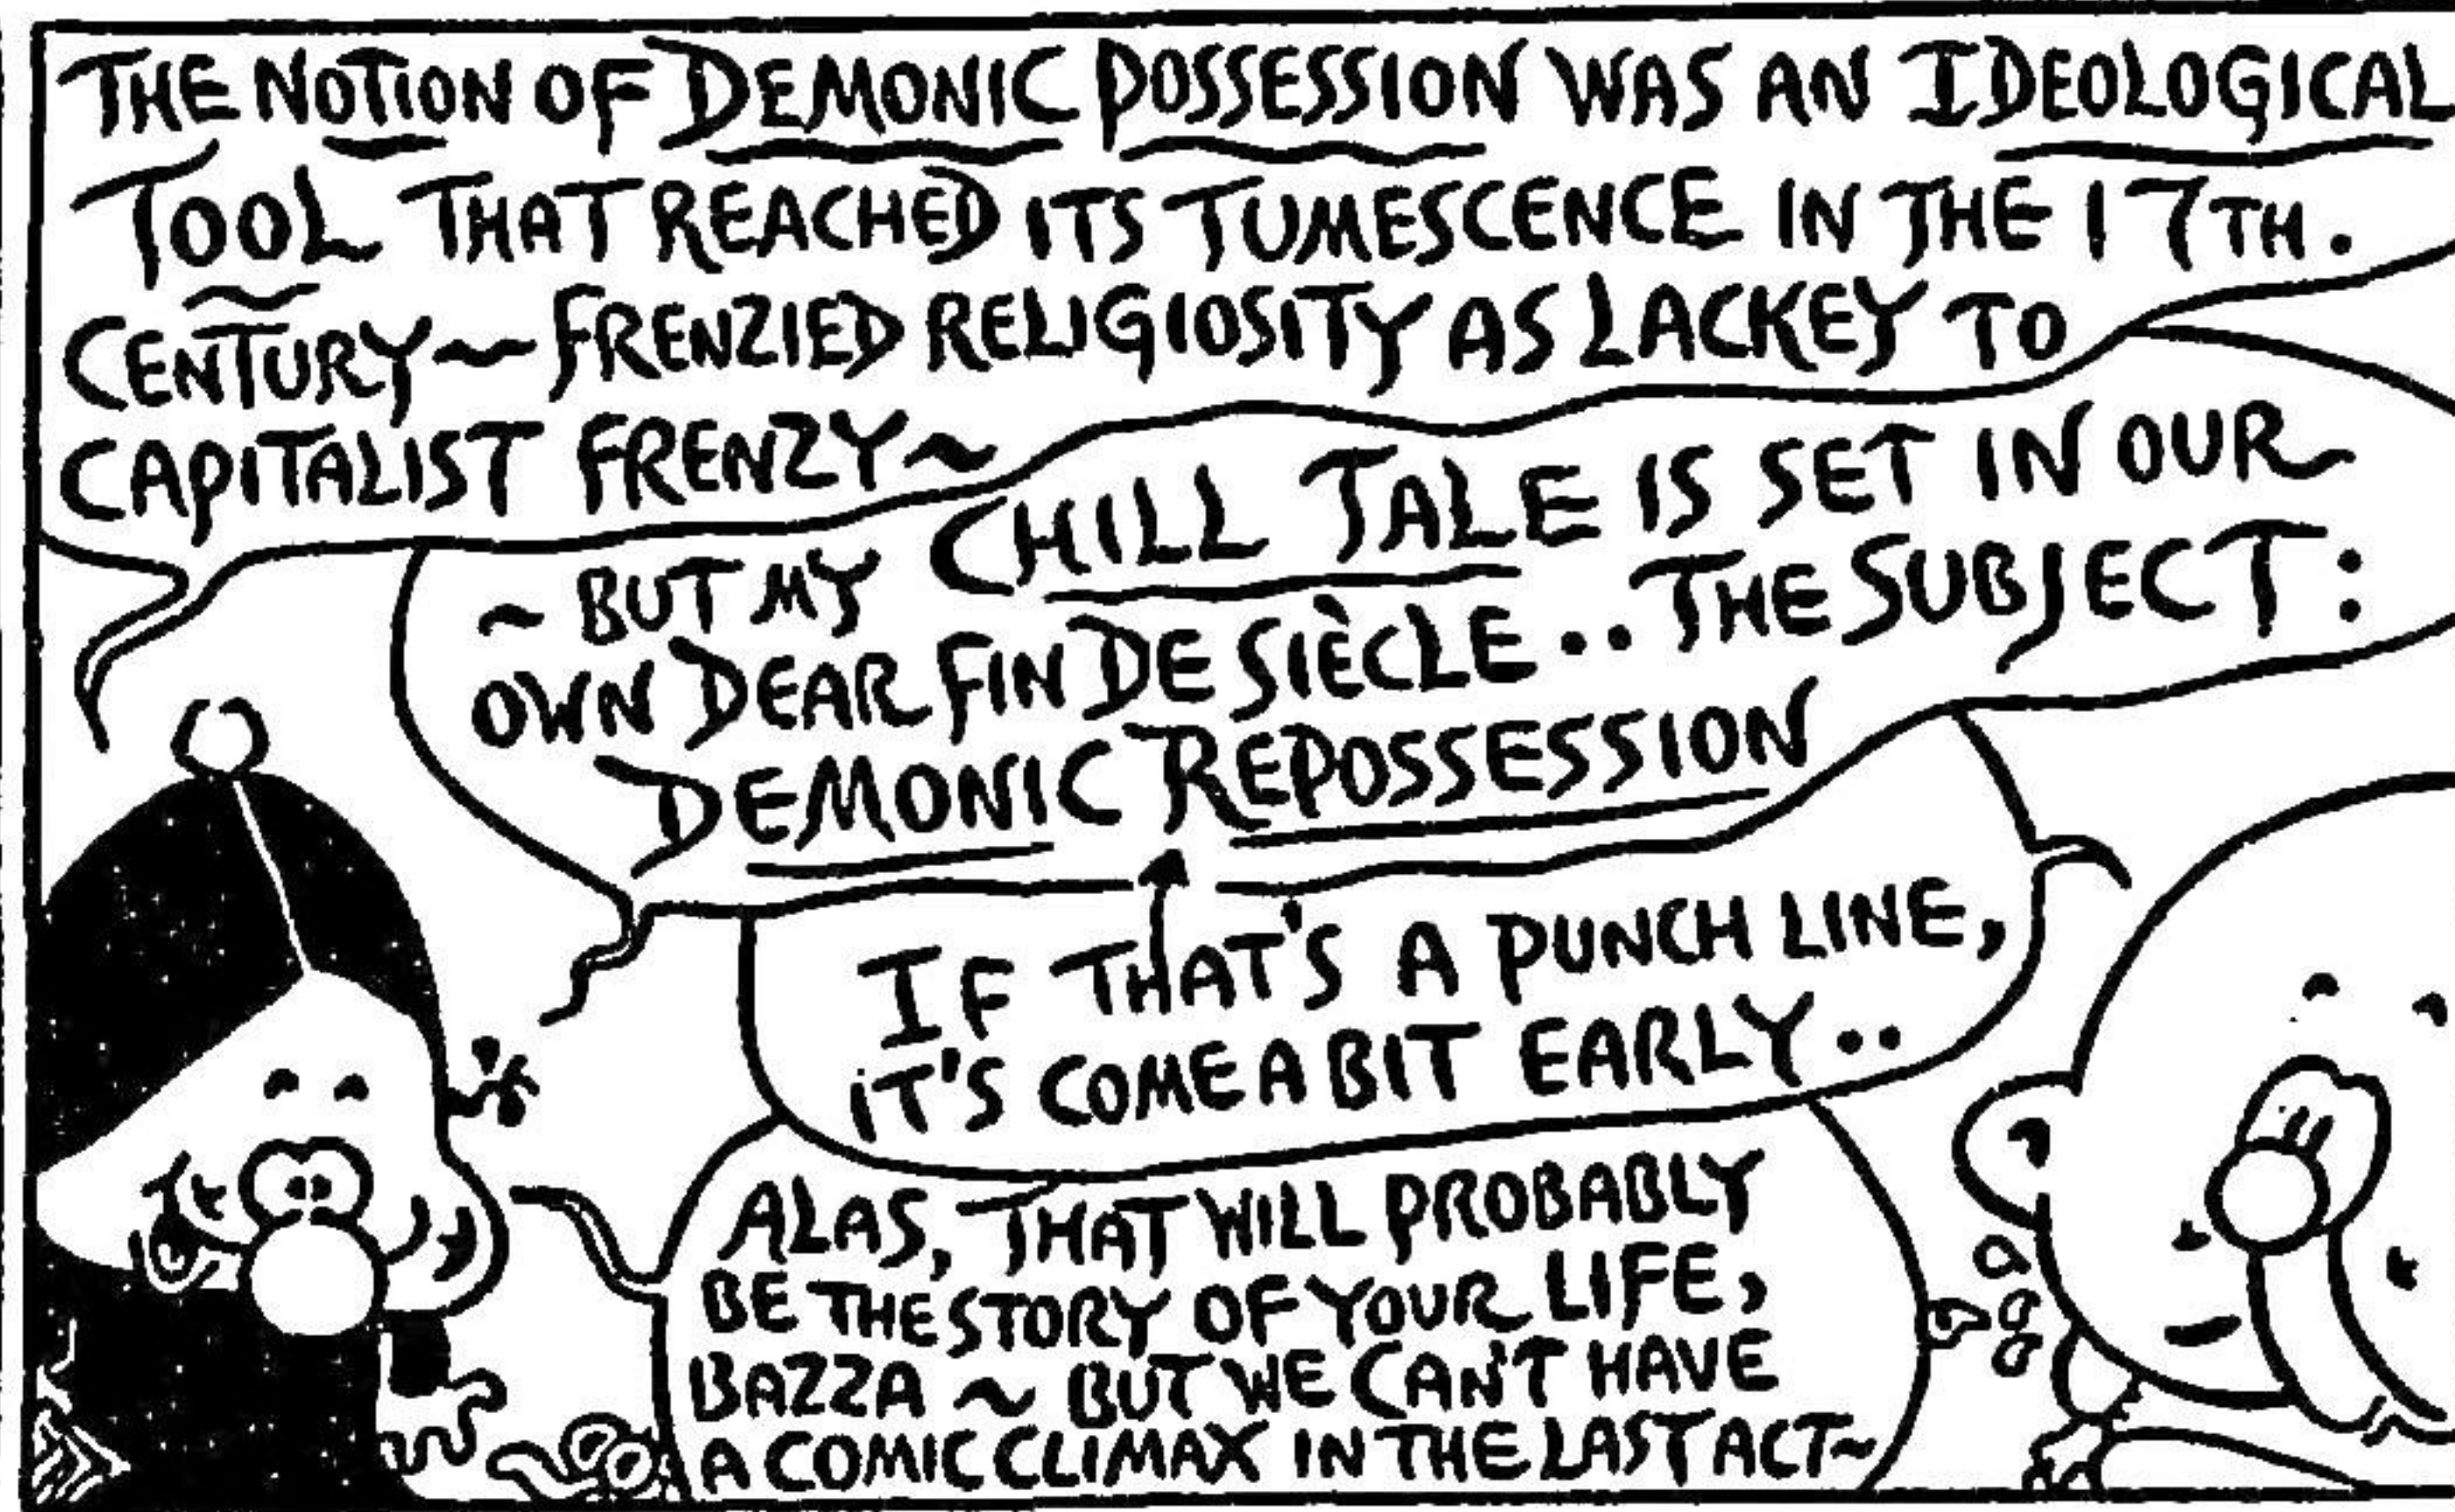 THE NOTION OF DEMONIC POSSESSION WAS AN IDEOLOGICAL
TOOL THAT REACHED ITS TUMESCENCE IN THE 17TH.
CENTURY~FRENZIED RELIGIOSITY AS LACKEY TO
CAPITALIST FRENZY~
~BUT MY CHILL TALE IS SET IN OUR
OWN DEAR FIN DE SIÈCLE.. THE SUBJECT:
DEMONIC REPOSSESSION
IF THAT'S A PUNCH LINE,
IT'S COME A BIT EARLY..
ALAS, THAT WILL PROBABLY
BE THE STORY OF YOUR LIFE,
BAZZA ~ BUT WE CAN'T HAVE
A COMIC CLIMAX IN THE LAST ACT~